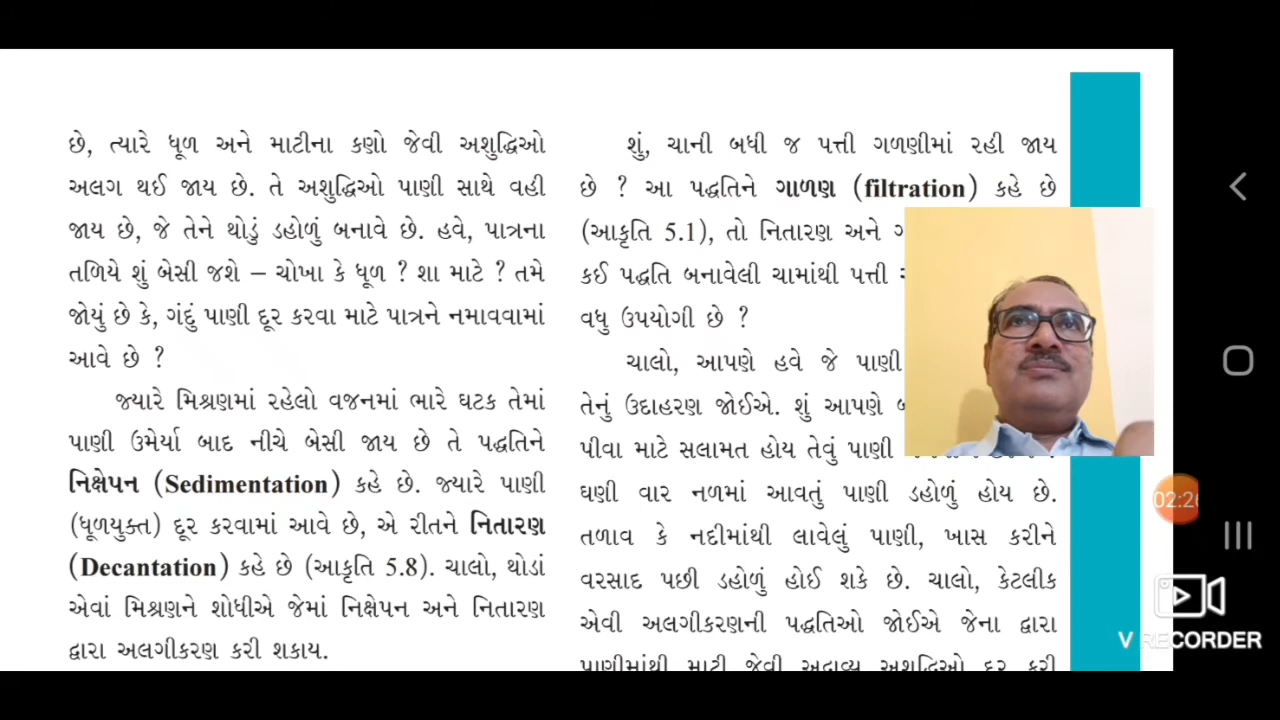 છે, ત્યારે ધૂળ અને માટીના કણો જેવી અશુદ્ધિઓ
અલગ થઈ જાય છે. તે અશુદ્ધિઓ પાણી સાથે વહી
જાય છે, જે તેને થોડું ડહોળું બનાવે છે. હવે, પાત્રના
તળિયે શું બેસી જશે – ચોખા કે ધૂળ ? શા માટે ? તમે
જોયું છે કે, ગંદું પાણી દૂર કરવા માટે પાત્રને નમાવવામાં
આવે છે ?
જ્યારે મિશ્રણમાં રહેલો વજનમાં ભારે ઘટક તેમાં
પાણી ઉમેર્યા બાદ નીચે બેસી જાય છે તે પદ્ધતિને
નિક્ષેપન (Sedimentation) કહે છે. જ્યારે પાણી
(ધૂળયુક્ત) દૂર કરવામાં આવે છે, એ રીતને નિતારણ
(Decantation) કહે છે (આકૃતિ 5.8). ચાલો, થોડાં
એવાં મિશ્રણને શોધીએ જેમાં નિક્ષેપન અને નિતારણ
દ્વારા અલગીકરણ કરી શકાય.
શું, ચાની બધી જ પત્તી ગળણીમાં રહી જાય
છે ? આ પદ્ધતિને ગાળણ (filtration) કહે છે
(આકૃતિ 5.1), તો નિતારણ અને
કઈ પદ્ધતિ બનાવેલી ચામાંથી પત્તી
વધુ ઉપયોગી છે ?
ચાલો, આપણે હવે જે પાણી
તેનું ઉદાહરણ જોઈએ. શું આપણે
પીવા માટે સલામત હોય તેવું પાણી
ઘણી વાર નળમાં આવતું પાણી ડહોળું હોય છે.
તળાવ કે નદીમાંથી લાવેલું પાણી, ખાસ કરીને
વરસાદ પછી ડહોળું હોઈ શકે છે. ચાલો, કેટલીક
એવી અલગીકરણની પદ્ધતિઓ જોઈએ જેના દ્વારા
પાણીમાંથી માટી જેવી અદ્રાવ્ય અશુદ્ધિઓ દૂર કરી
02:26
V RECORDER